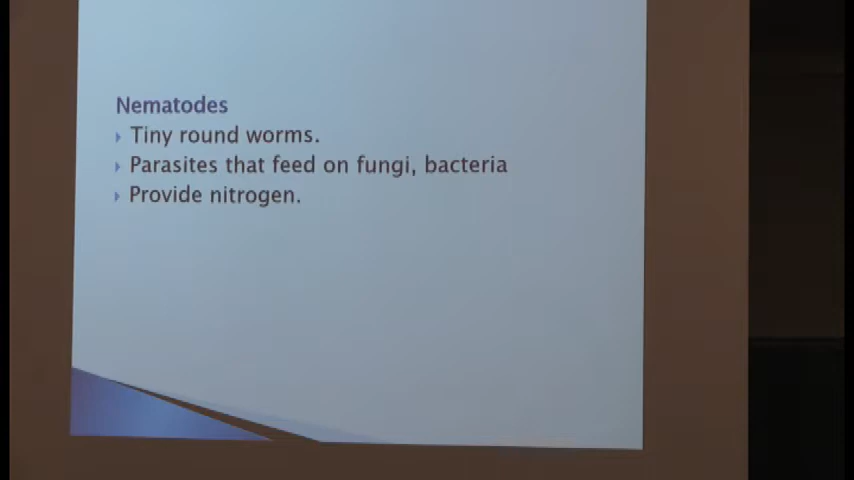 Nematodes
Tiny round worms.
Parasites that feed on fungi, bacteria
Provide nitrogen.